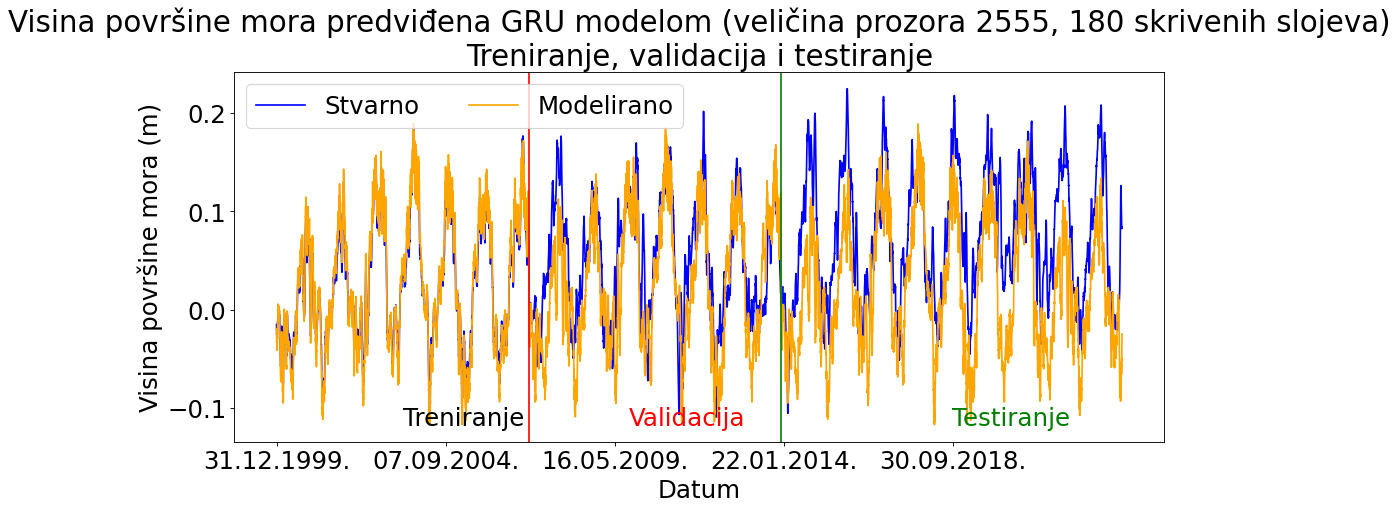 Visina površine mora predviđena GRU modelom (veličina prozora 2555, 180 skrivenih slojeva)
Treniranje, validacija i testiranje
Stvarno
Modelirano
Visina površine mora (m)
0.2
0.1
0.0
−0.1
Treniranje
Validacija
Testiranje
31.12.1999.
07.09.2004.
16.05.2009.
22.01.2014.
30.09.2018.
Datum